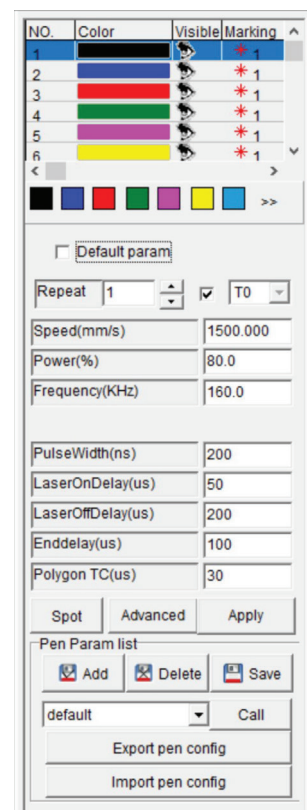 NO. Color Visible Marking
1 1
2 1
3 1
4 1
5 1
6 1
>>
Default param
Repeat 1 T0
Speed(mm/s) 1500.000
Power(%) 80.0
Frequency(KHz) 160.0
PulseWidth(ns) 200
LaserOnDelay(us) 50
LaserOffDelay(us) 200
Enddelay(us) 100
Polygon TC(us) 30
Spot Advanced Apply
Pen Param list
Add Delete Save
default Call
Export pen config
Import pen config